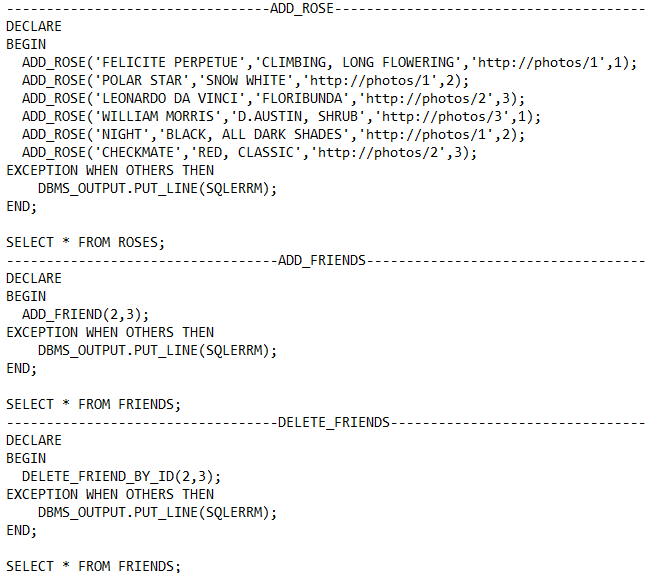 ---------------------------------ADD_ROSE---------------------------------------
DECLARE
BEGIN
  ADD_ROSE('FELICITE PERPETUE','CLIMBING, LONG FLOWERING','http://photos/1',1);
  ADD_ROSE('POLAR STAR','SNOW WHITE','http://photos/1',2);
  ADD_ROSE('LEONARDO DA VINCI','FLORIBUNDA','http://photos/2',3);
  ADD_ROSE('WILLIAM MORRIS','D.AUSTIN, SHRUB','http://photos/3',1);
  ADD_ROSE('NIGHT','BLACK, ALL DARK SHADES','http://photos/1',2);
  ADD_ROSE('CHECKMATE','RED, CLASSIC','http://photos/2',3);
EXCEPTION WHEN OTHERS THEN
    DBMS_OUTPUT.PUT_LINE(SQLERRM);
END;

SELECT * FROM ROSES;
----------------------------------ADD_FRIENDS-----------------------------------
DECLARE
BEGIN
  ADD_FRIEND(2,3);
EXCEPTION WHEN OTHERS THEN
    DBMS_OUTPUT.PUT_LINE(SQLERRM);
END;

SELECT * FROM FRIENDS;
----------------------------------DELETE_FRIENDS--------------------------------
DECLARE
BEGIN
  DELETE_FRIEND_BY_ID(2,3);
EXCEPTION WHEN OTHERS THEN
    DBMS_OUTPUT.PUT_LINE(SQLERRM);
END;

SELECT * FROM FRIENDS;